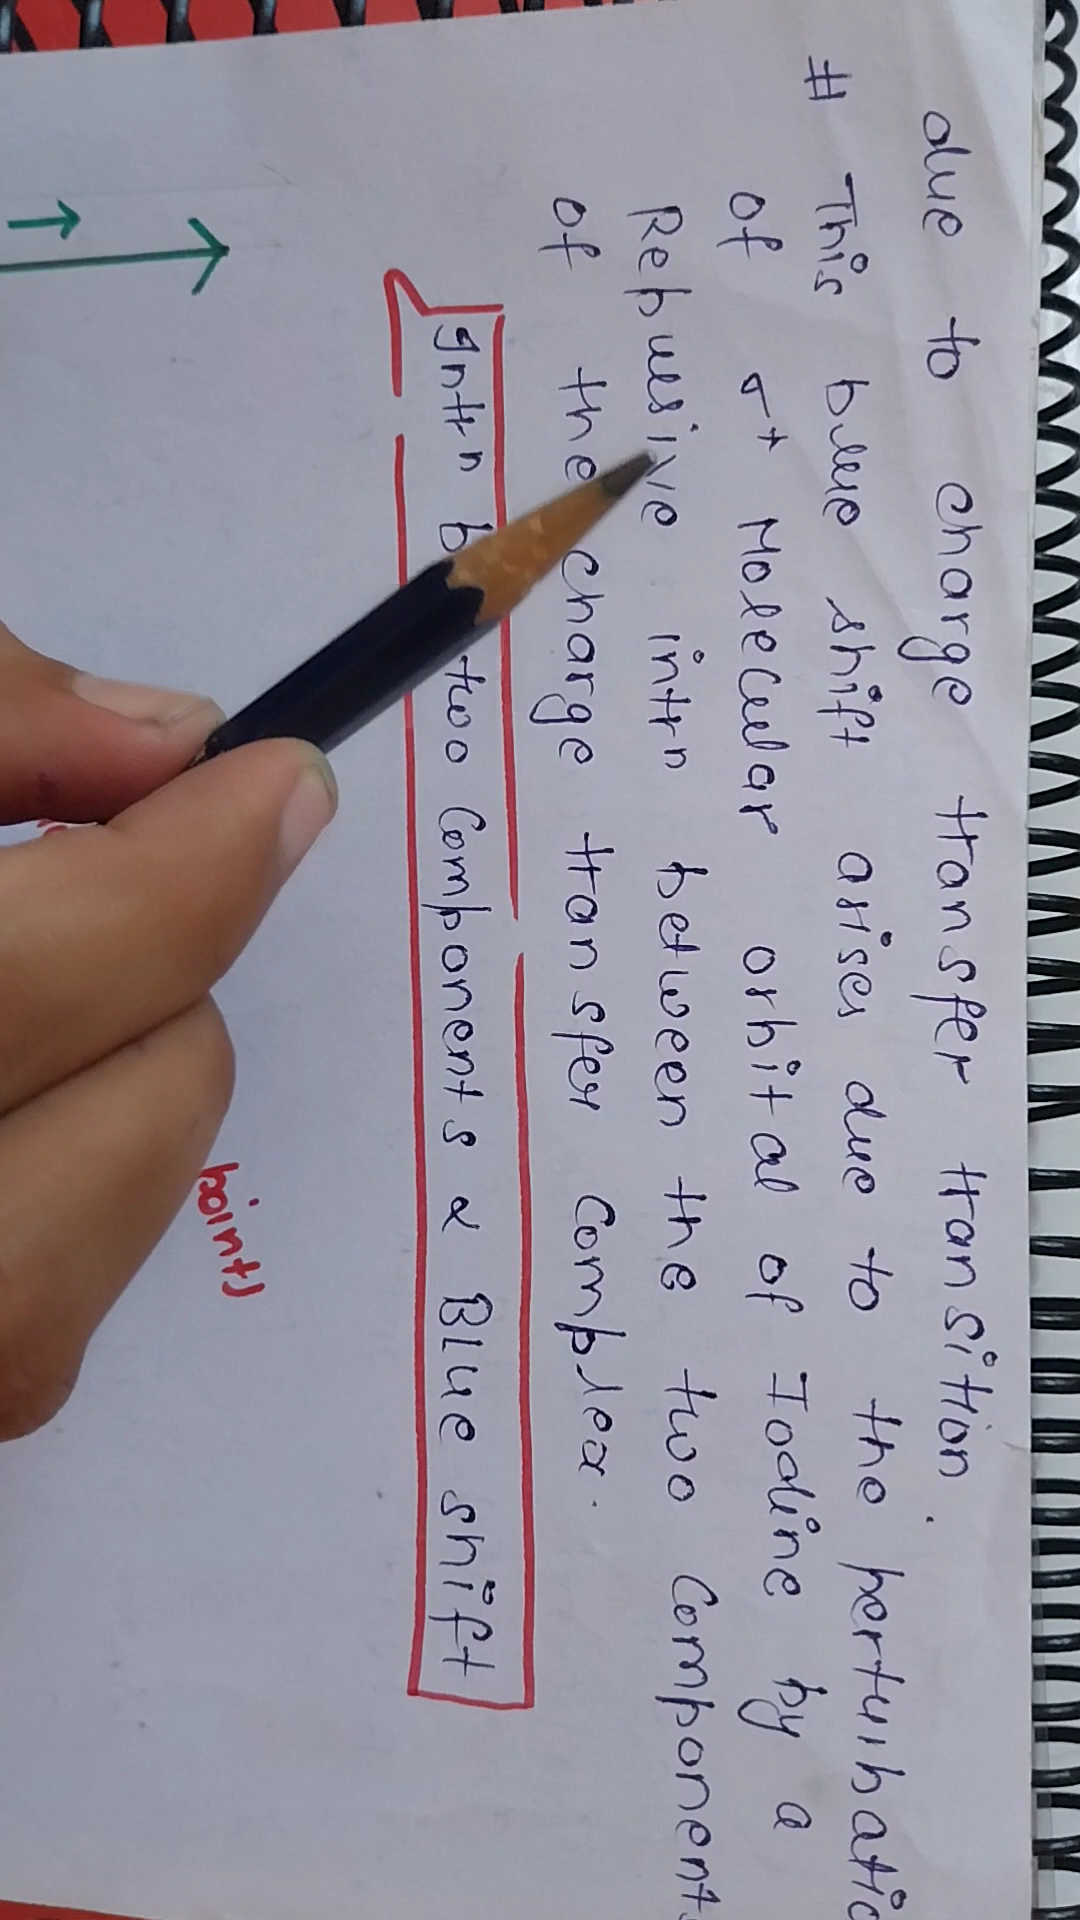 due to charge transfer transition.
# This blue shift arises due to the perturbatio
of σ+ Molecular orbital of Iodine by a
Repulsive intrn between the two Component
of the charge transfer Complex.
Intrn b two Components α Blue shift
points